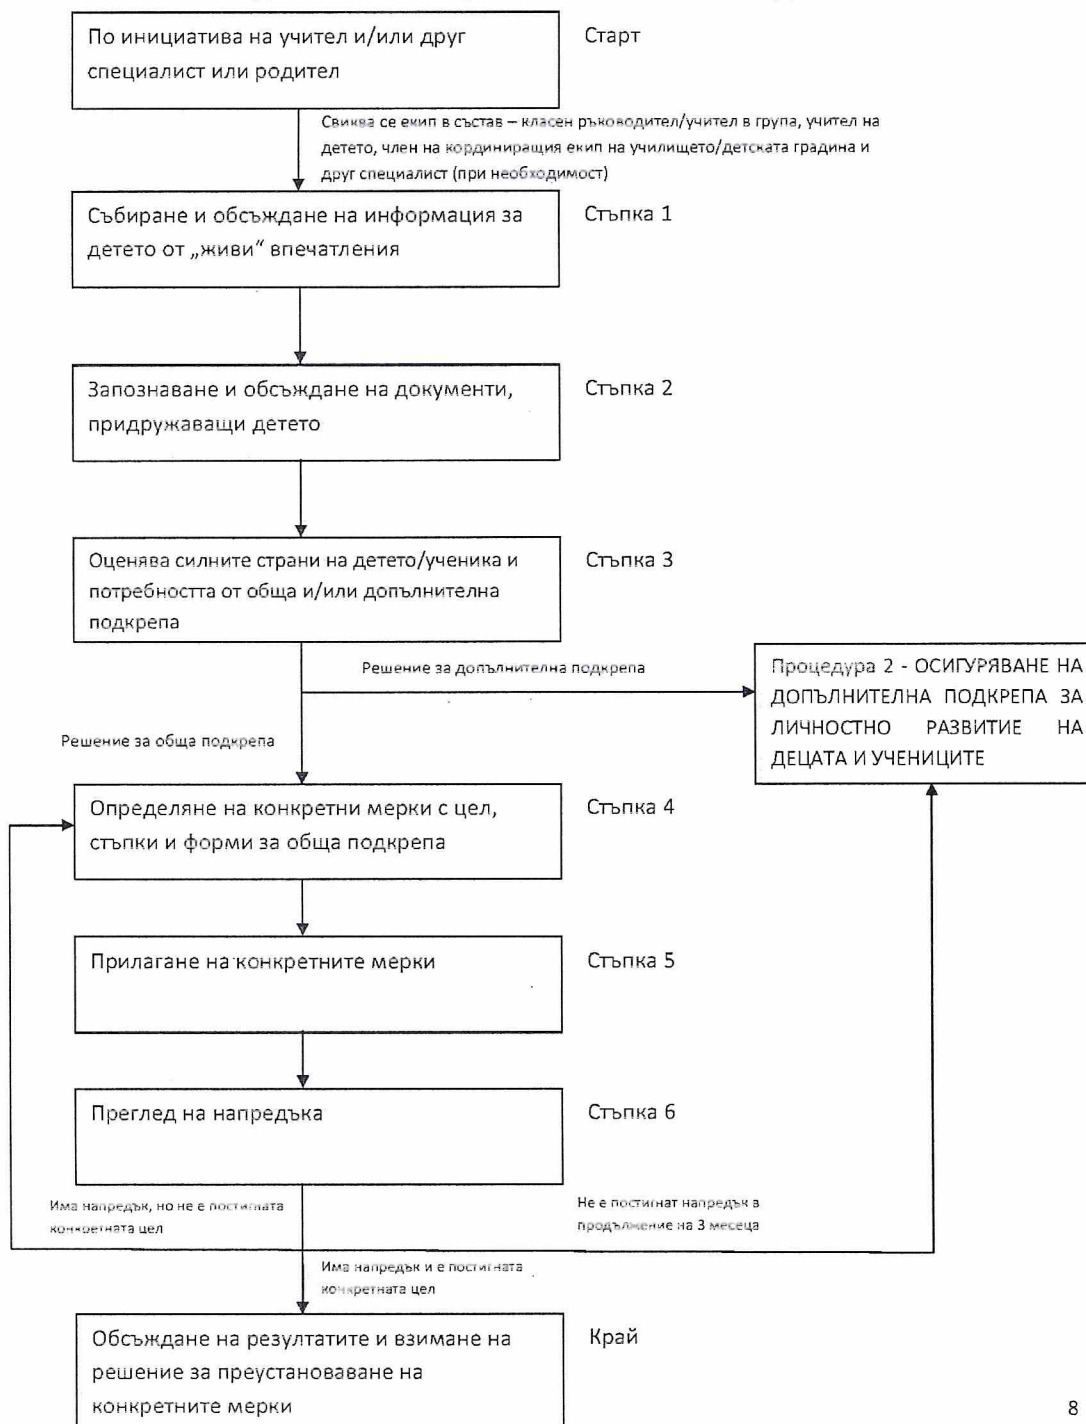 По инициатива на учител и/или друг
специалист или родител
Старт
Свиква се екип в състав – класен ръководител/учител в група, учител на
детето, член на кординиращия екип на училището/детската градина и
друг специалист (при необходимост)
Събиране и обсъждане на информация за
детето от „живи“ впечатления
Стъпка 1
Запознаване и обсъждане на документи,
придружаващи детето
Стъпка 2
Оценява силните страни на детето/ученика и
потребността от обща и/или допълнителна
подкрепа
Стъпка 3
Решение за допълнителна подкрепа
Процедура 2 - ОСИГУРЯВАНЕ НА
ДОПЪЛНИТЕЛНА ПОДКРЕПА ЗА
ЛИЧНОСТНО РАЗВИТИЕ НА
ДЕЦАТА И УЧЕНИЦИТЕ
Решение за обща подкрепа
Определяне на конкретни мерки с цел,
стъпки и форми за обща подкрепа
Стъпка 4
Прилагане на конкретните мерки
Стъпка 5
Преглед на напредъка
Стъпка 6
Има напредък, но не е постигната
конкретната цел
Не е постигнат напредък в
продължение на 3 месеца
Има напредък и е постигната
конкретната цел
Обсъждане на резултатите и взимане на
решение за преустановаване на
конкретните мерки
Край
8